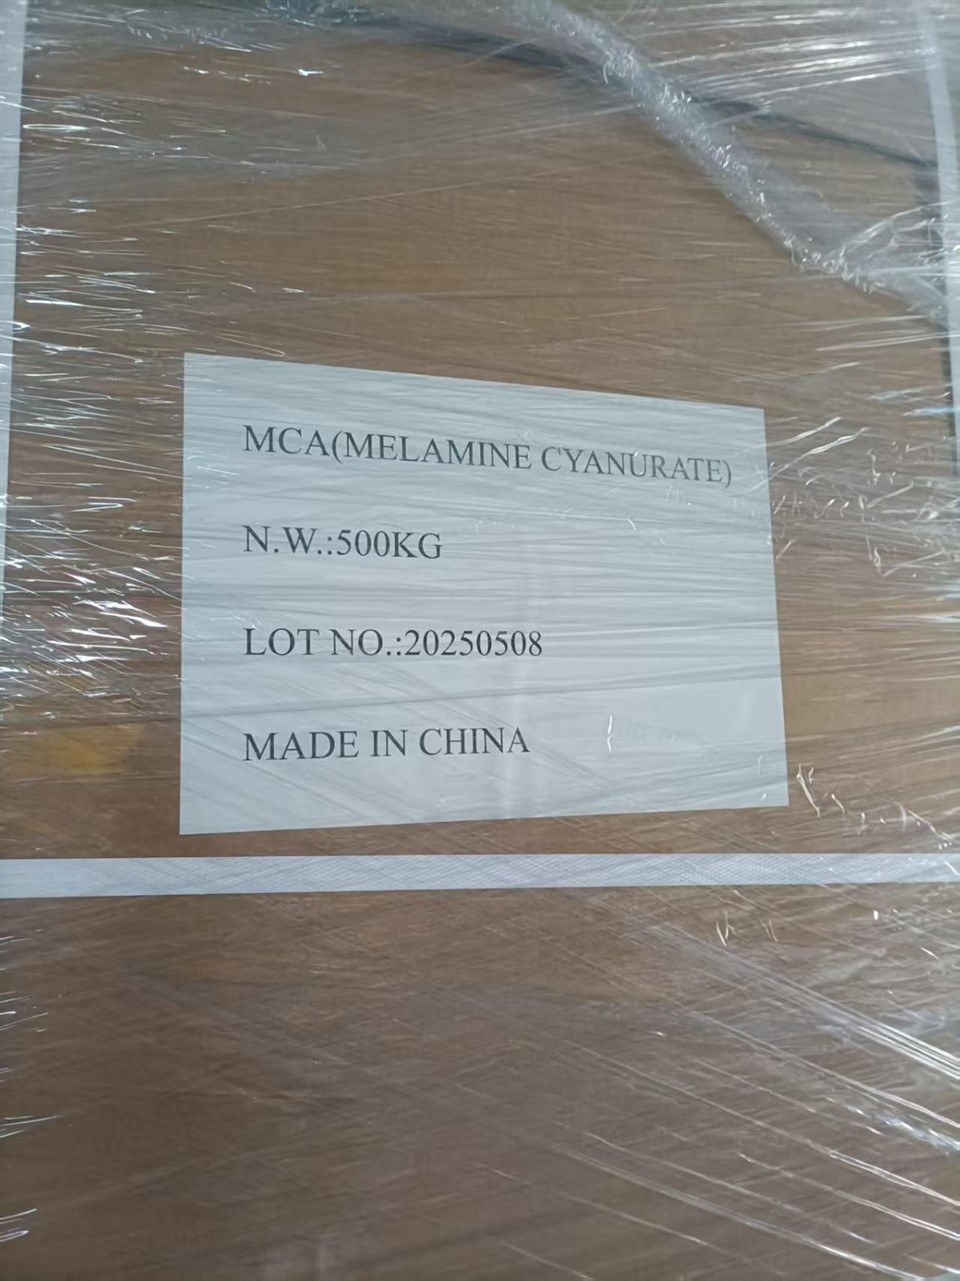 MCA(MELAMINE CYANURATE)
N.W.:500KG
LOT NO.:20250508
MADE IN CHINA